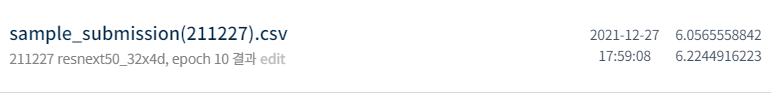 sample_submission(211227).csv
2021-12-27 6.0565558842
211227 resnext50_32x4d, epoch 10 결과 edit
17:59:08 6.2244916223